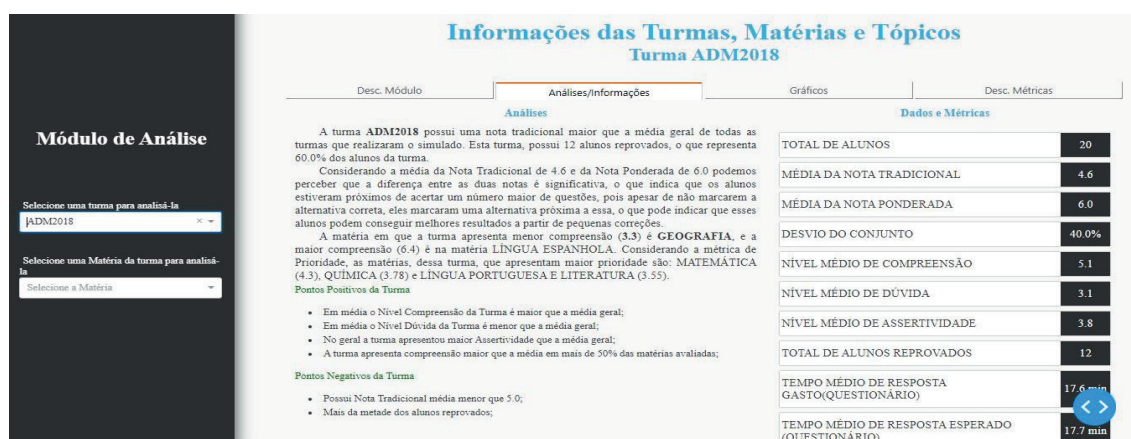 Informações das Turmas, Matérias e Tópicos
Turma ADM2018
Módulo de Análise
Selecione uma turma para analisá-la
ADM2018
Selecione uma Matéria da turma para analisá-
la
Selecione a Matéria
Desc. Módulo
Análises/Informações
Gráficos
Desc. Métricas
Análises
A turma ADM2018 possui uma nota tradicional maior que a média geral de todas as
turmas que realizaram o simulado. Esta turma, possui 12 alunos reprovados, o que representa
60.0% dos alunos da turma.
Considerando a média da Nota Tradicional de 4.6 e da Nota Ponderada de 6.0 podemos
perceber que a diferença entre as duas notas é significativa, o que indica que os alunos
estiveram próximos de acertar um número maior de questões, pois apesar de não marcarem a
alternativa correta, eles marcaram uma alternativa próxima a essa, o que pode indicar que esses
alunos podem conseguir melhores resultados a partir de pequenas correções.
A matéria em que a turma apresenta menor compreensão (3.3) é GEOGRAFIA, e a
maior compreensão (6.4) é na matéria LÍNGUA ESPANHOLA. Considerando a métrica de
Prioridade, as matérias, dessa turma, que apresentam maior prioridade são: MATEMÁTICA
(4.3), QUÍMICA (3.78) e LÍNGUA PORTUGUESA E LITERATURA (3.55).
Pontos Positivos da Turma
• Em média o Nível Compreensão da Turma é maior que a média geral;
• Em média o Nível Dúvida da Turma é menor que a média geral;
• No geral a turma apresentou maior Assertividade que a média geral;
• A turma apresenta compreensão maior que a média em mais de 50% das matérias avaliadas;
Pontos Negativos da Turma
• Possui Nota Tradicional média menor que 5.0;
• Mais da metade dos alunos reprovados;
Dados e Métricas
TOTAL DE ALUNOS 20
MÉDIA DA NOTA TRADICIONAL 4.6
MÉDIA DA NOTA PONDERADA 6.0
DESVIO DO CONJUNTO 40.0%
NÍVEL MÉDIO DE COMPREENSÃO 5.1
NÍVEL MÉDIO DE DÚVIDA 3.1
NÍVEL MÉDIO DE ASSERTIVIDADE 3.8
TOTAL DE ALUNOS REPROVADOS 12
TEMPO MÉDIO DE RESPOSTA
GASTO(QUESTIONÁRIO) 17.6 min
TEMPO MÉDIO DE RESPOSTA ESPERADO
(QUESTIONÁRIO) 17.7 min